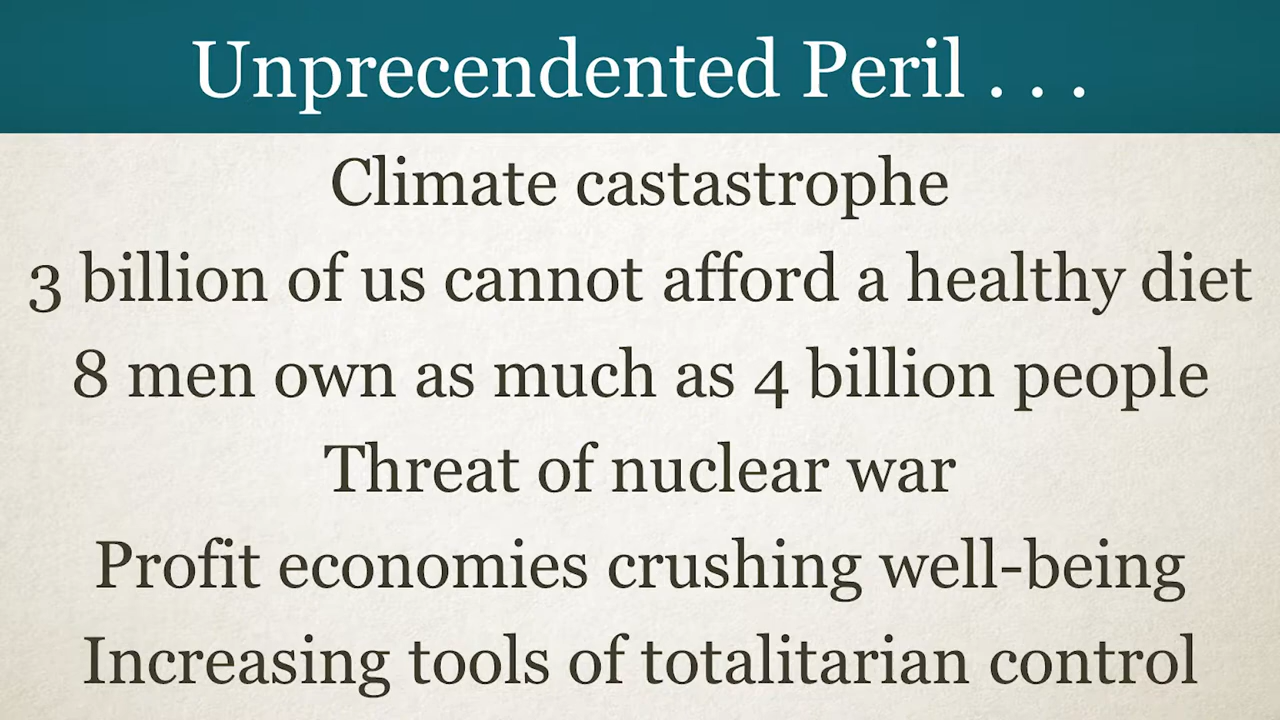 Unprecendented Peril . . .
Climate castastrophe
3 billion of us cannot afford a healthy diet
8 men own as much as 4 billion people
Threat of nuclear war
Profit economies crushing well-being
Increasing tools of totalitarian control